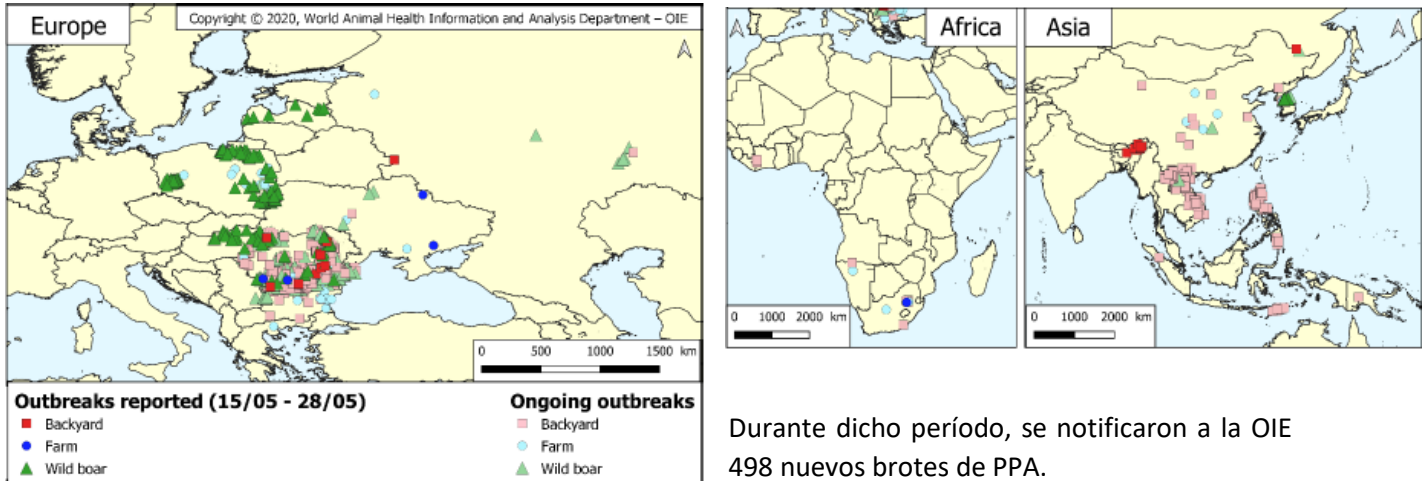 Europe
Copyright © 2020, World Animal Health Information and Analysis Department – OIE
0 500 1000 1500 km
Outbreaks reported (15/05 - 28/05)
Backyard
Farm
Wild boar
Ongoing outbreaks
Backyard
Farm
Wild boar
Africa
0 1000 2000 km
Asia
0 1000 2000 km
Durante dicho período, se notificaron a la OIE
498 nuevos brotes de PPA.